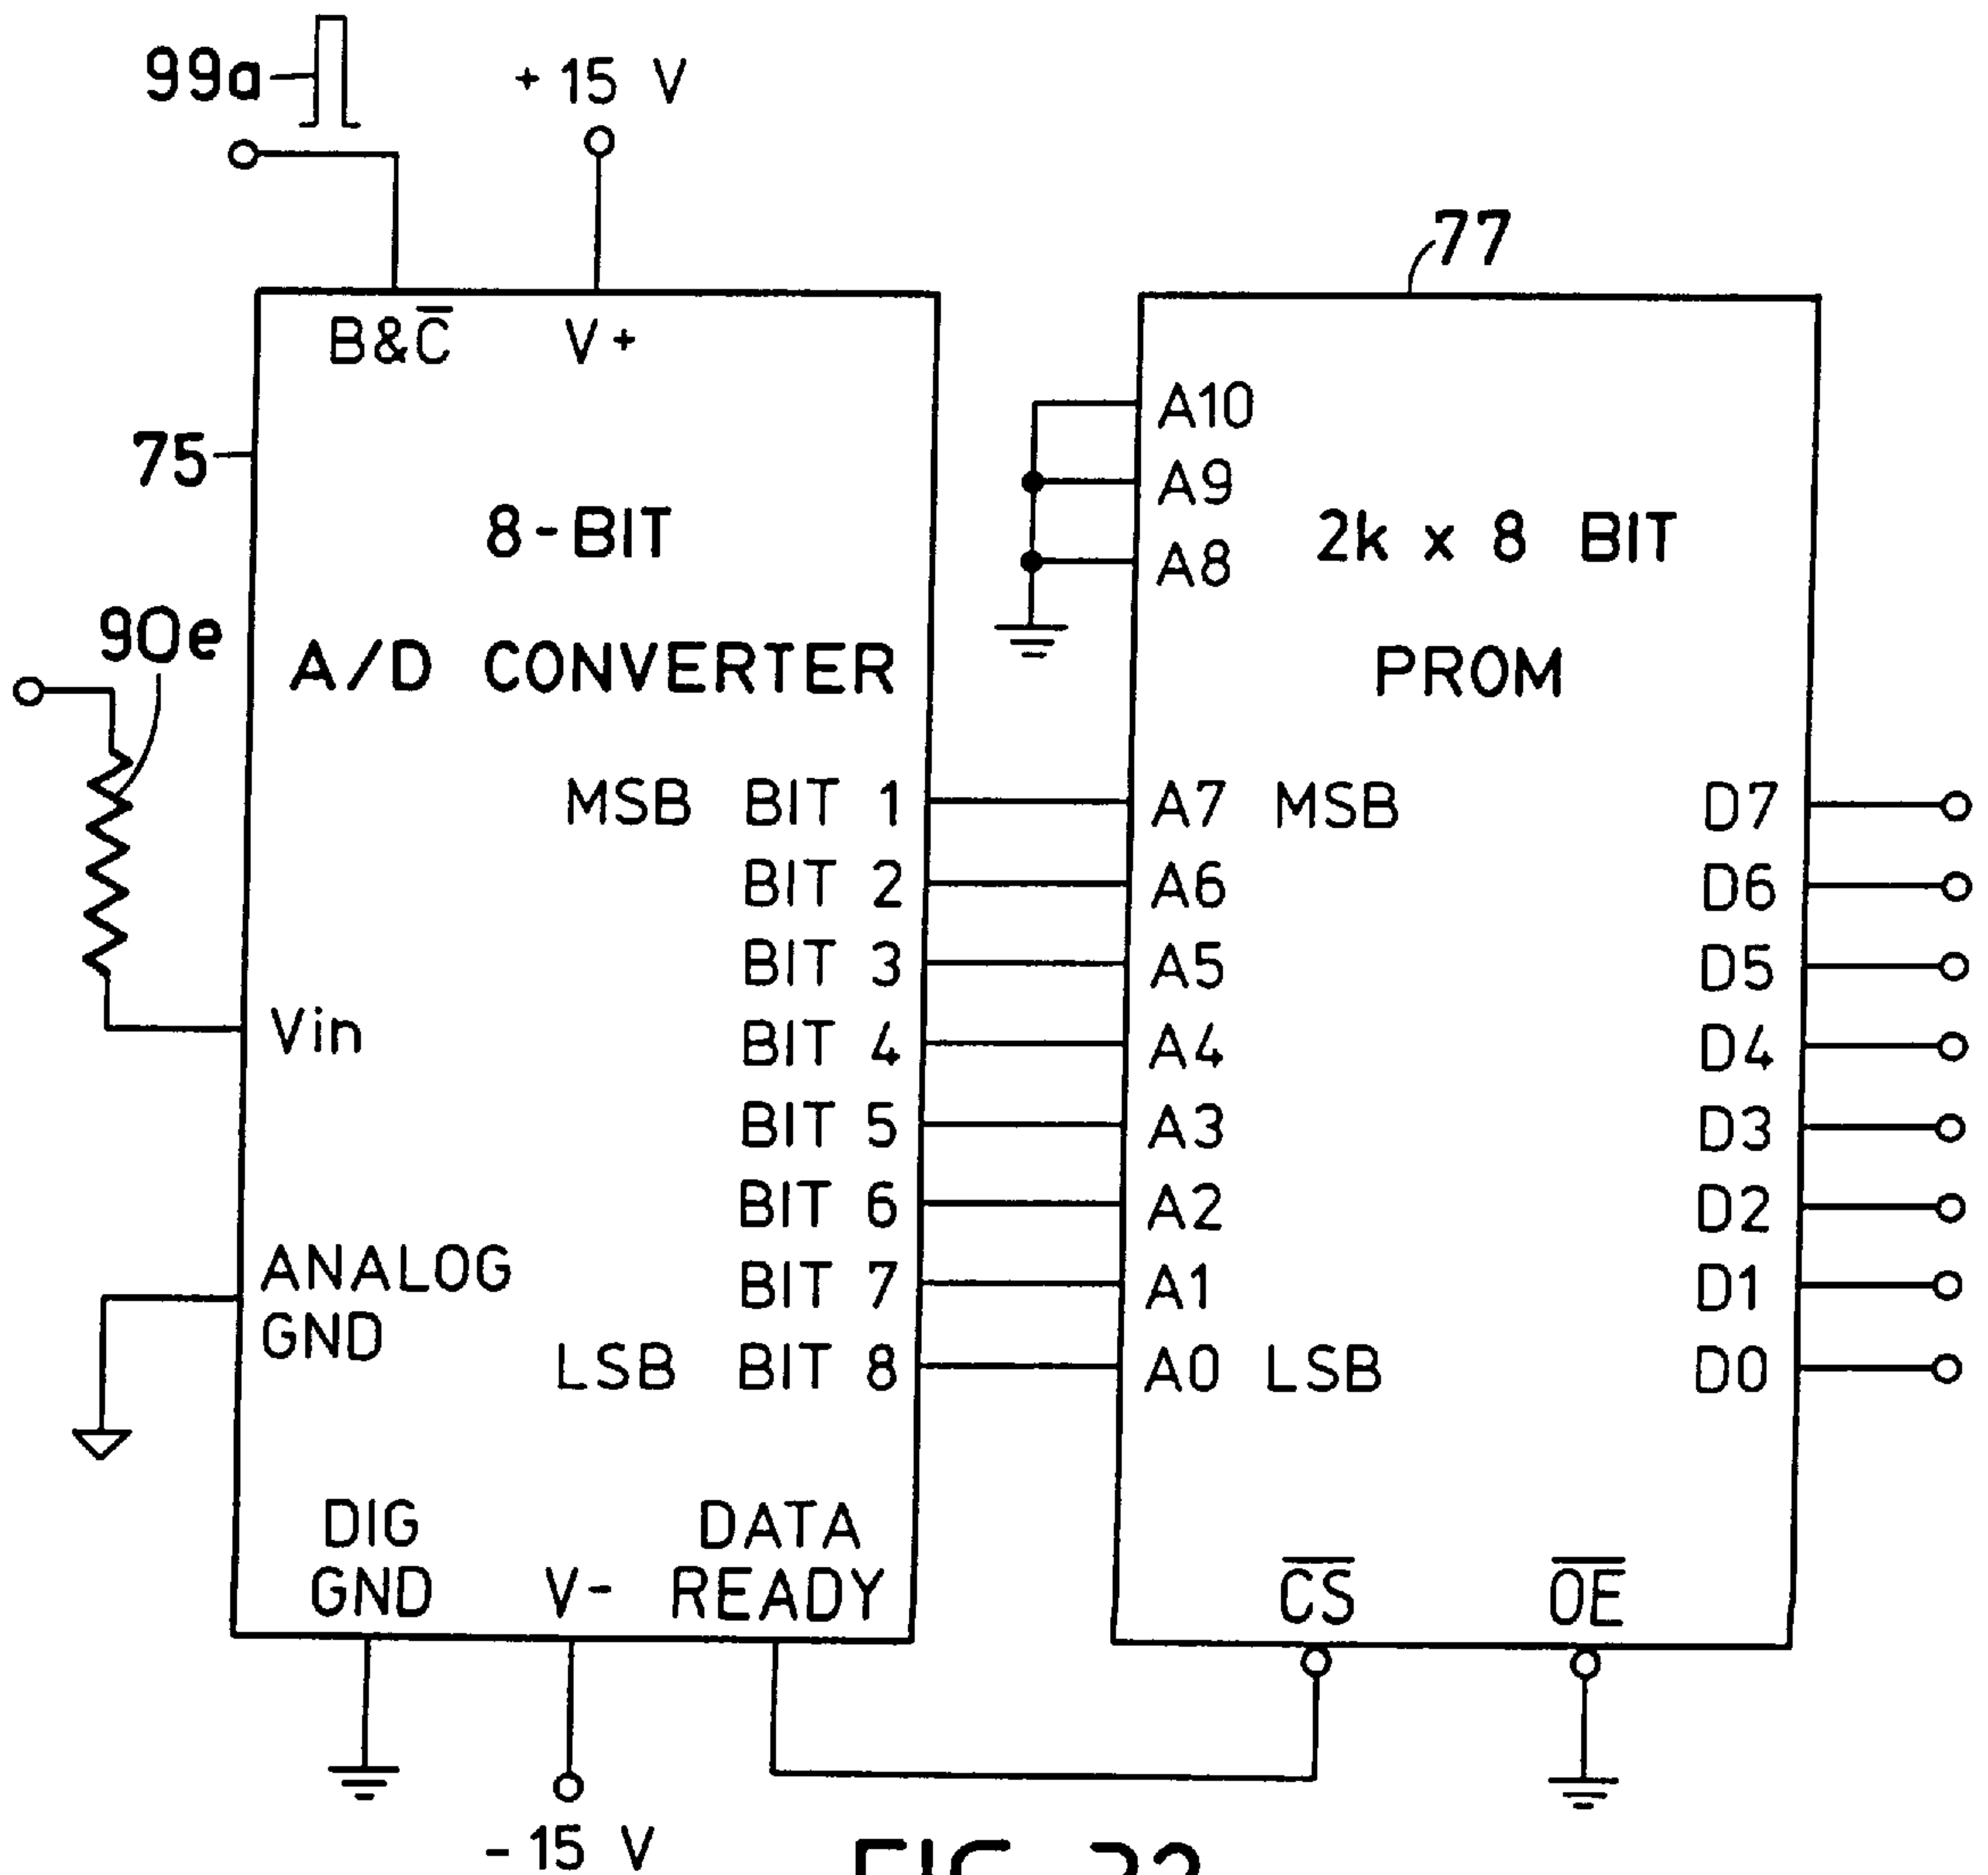 99a
+15 V
77
B&C̅ V+
A10
75
A9
8-BIT
2k x 8 BIT
A8
90e
A/D CONVERTER
PROM
MSB BIT 1
A7 MSB
D7
BIT 2
A6
D6
BIT 3
A5
D5
Vin
BIT 4
A4
D4
BIT 5
A3
D3
BIT 6
A2
D2
ANALOG
GND
BIT 7
A1
D1
LSB BIT 8
A0 LSB
D0
DIG
GND
V-
DATA
READY
C̅S̅
O̅E̅
-15 V